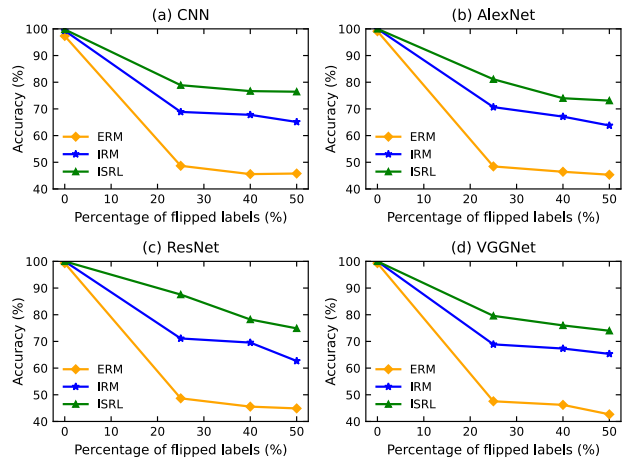 (a) CNN
Accuracy (%)
100
90
80
70
60
50
40
ERM
IRM
ISRL
0 10 20 30 40 50
Percentage of flipped labels (%)
(b) AlexNet
Accuracy (%)
100
90
80
70
60
50
40
ERM
IRM
ISRL
0 10 20 30 40 50
Percentage of flipped labels (%)
(c) ResNet
Accuracy (%)
100
90
80
70
60
50
40
ERM
IRM
ISRL
0 10 20 30 40 50
Percentage of flipped labels (%)
(d) VGGNet
Accuracy (%)
100
90
80
70
60
50
40
ERM
IRM
ISRL
0 10 20 30 40 50
Percentage of flipped labels (%)